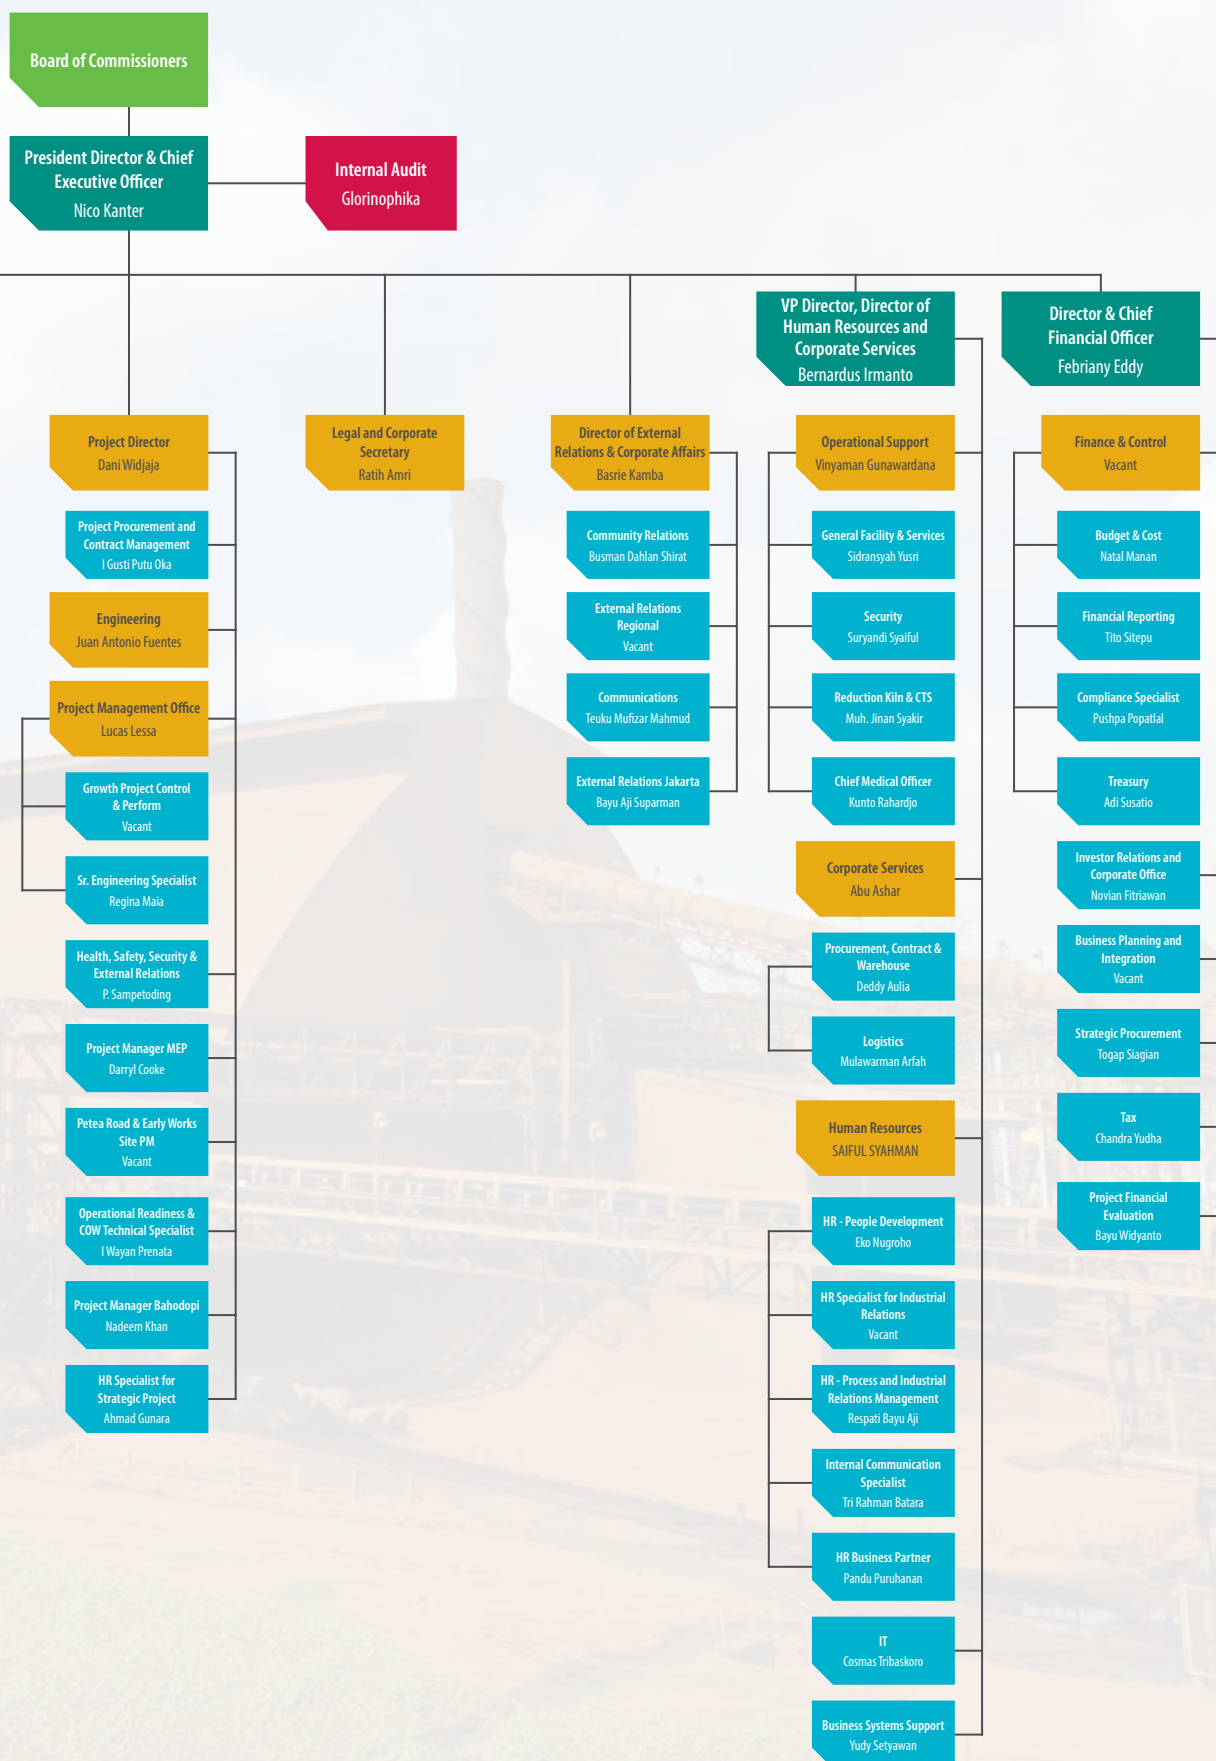 Board of Commissioners
President Director & Chief
Executive Officer
Nico Kanter
Internal Audit
Glorinophika
VP Director, Director of
Human Resources and
Corporate Services
Bernardus Irmanto
Director & Chief
Financial Officer
Febriany Eddy
Project Director
Dani Widjaja
Project Procurement and
Contract Management
I Gusti Putu Oka
Engineering
Juan Antonio Fuentes
Project Management Office
Lucas Lessa
Growth Project Control
& Perform
Vacant
Sr. Engineering Specialist
Regina Maia
Health, Safety, Security &
External Relations
P. Sampetoding
Project Manager MEP
Darryl Cooke
Petea Road & Early Works
Site PM
Vacant
Operational Readiness &
COW Technical Specialist
I Wayan Prenata
Project Manager Bahodopi
Nadeem Khan
HR Specialist for
Strategic Project
Ahmad Gunara
Legal and Corporate
Secretary
Ratih Amri
Director of External
Relations & Corporate Affairs
Basrie Kamba
Community Relations
Busman Dahlan Shirat
External Relations
Regional
Vacant
Communications
Teuku Mufizar Mahmud
External Relations Jakarta
Bayu Aji Suparman
Operational Support
Vinyaman Gunawardana
General Facility & Services
Sidransyah Yusri
Security
Suryandi Syaiful
Reduction Kiln & CTS
Muh. Jinan Syakir
Chief Medical Officer
Kunto Rahardjo
Corporate Services
Abu Ashar
Procurement, Contract &
Warehouse
Deddy Aulia
Logistics
Mulawarman Arfah
Human Resources
SAIFUL SYAHMAN
HR - People Development
Eko Nugroho
HR Specialist for Industrial
Relations
Vacant
HR - Process and Industrial
Relations Management
Respati Bayu Aji
Internal Communication
Specialist
Tri Rahman Batara
HR Business Partner
Pandu Puruhanan
IT
Cosmas Tribaskoro
Business Systems Support
Yudy Setyawan
Finance & Control
Vacant
Budget & Cost
Natal Manan
Financial Reporting
Tito Sitepu
Compliance Specialist
Pushpa Popatlal
Treasury
Adi Susatio
Investor Relations and
Corporate Office
Novian Fitriawan
Business Planning and
Integration
Vacant
Strategic Procurement
Togap Siagian
Tax
Chandra Yudha
Project Financial
Evaluation
Bayu Widyanto